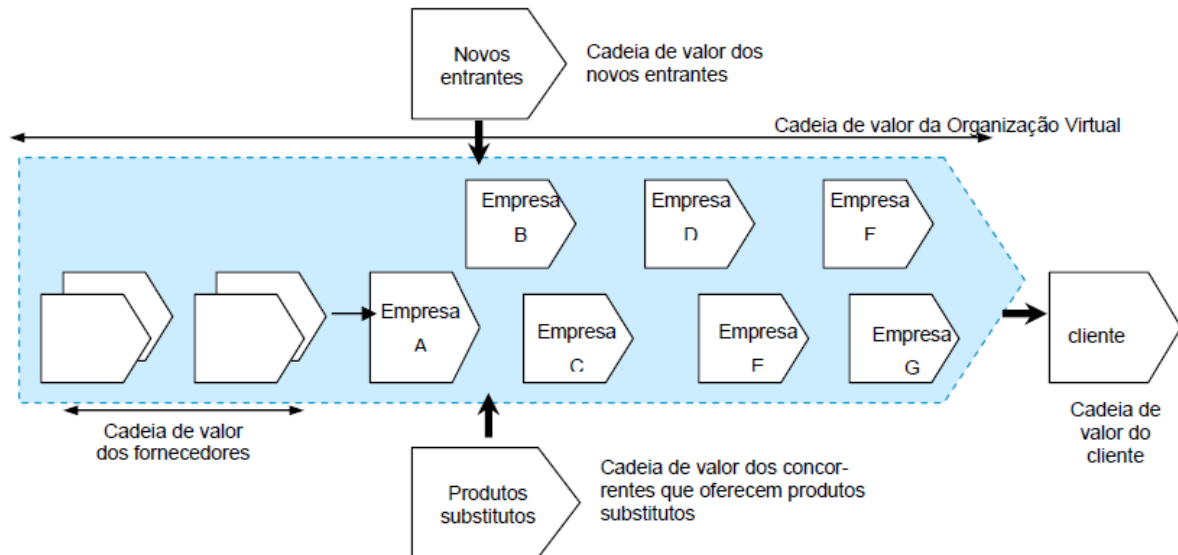 Novos
entrantes
Cadeia de valor dos
novos entrantes
Cadeia de valor da Organização Virtual
Empresa
B
Empresa
D
Empresa
F
Empresa
A
Empresa
C
Empresa
F
Empresa
G
cliente
Cadeia de valor
dos fornecedores
Cadeia de
valor do
cliente
Produtos
substitutos
Cadeia de valor dos concor-
rentes que oferecem produtos
substitutos